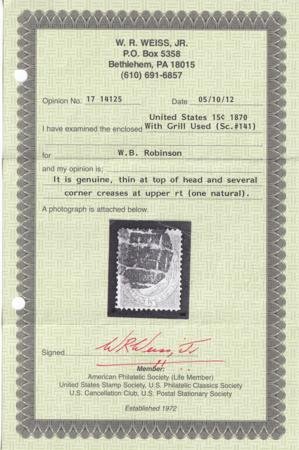 W. R. WEISS, JR.
P.O. Box 5358
Bethlehem, PA 18015
(610) 691-6857
Opinion No. 17 14125 Date 05/10/12
United States 15¢ 1870
I have examined the enclosed With Grill Used (Sc.#141)
for W.B. Robinson
and my opinion is;
It is genuine, thin at top of head and several
corner creases at upper rt (one natural).
A photograph is attached below.
Signed W R Weiss, Jr
Member:
American Philatelic Society (Life Member)
United States Stamp Society, U.S. Philatelic Classics Society
U.S. Cancellation Club, U.S. Postal Stationery Society
Established 1972